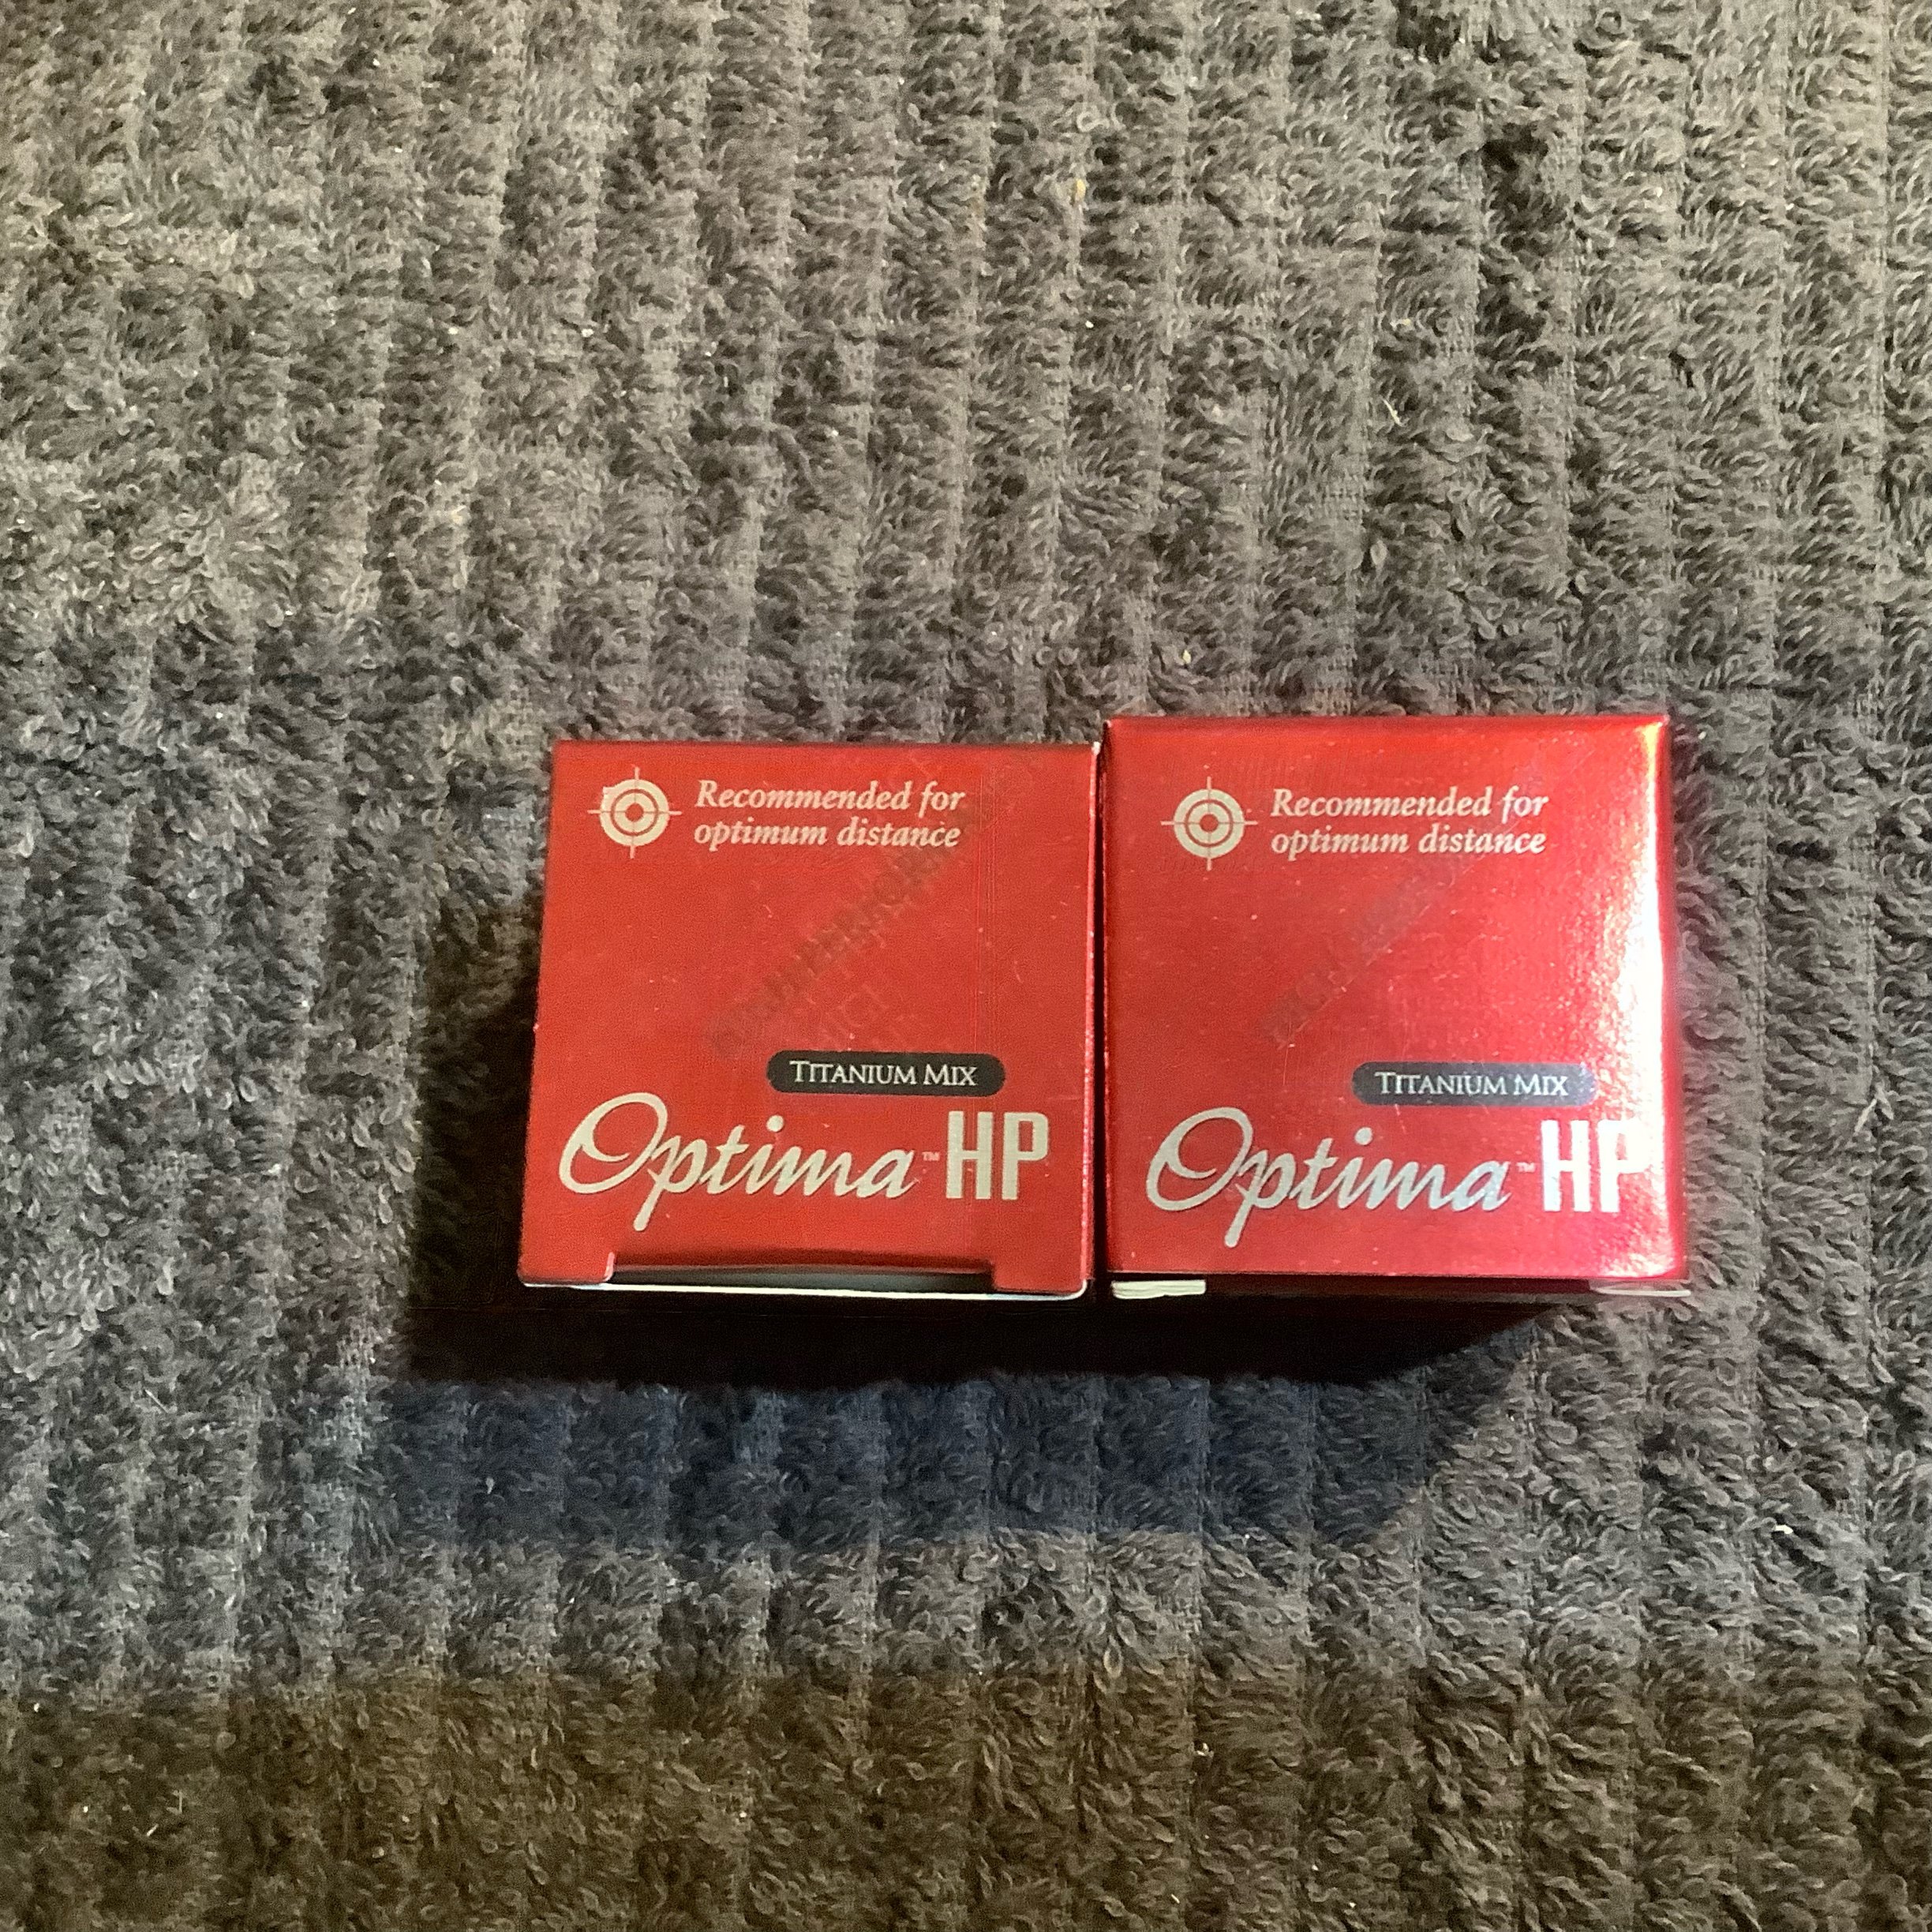 Recommended for
optimum distance
TITANIUM MIX
Optima™ HP
Recommended for
optimum distance
TITANIUM MIX
Optima™ HP